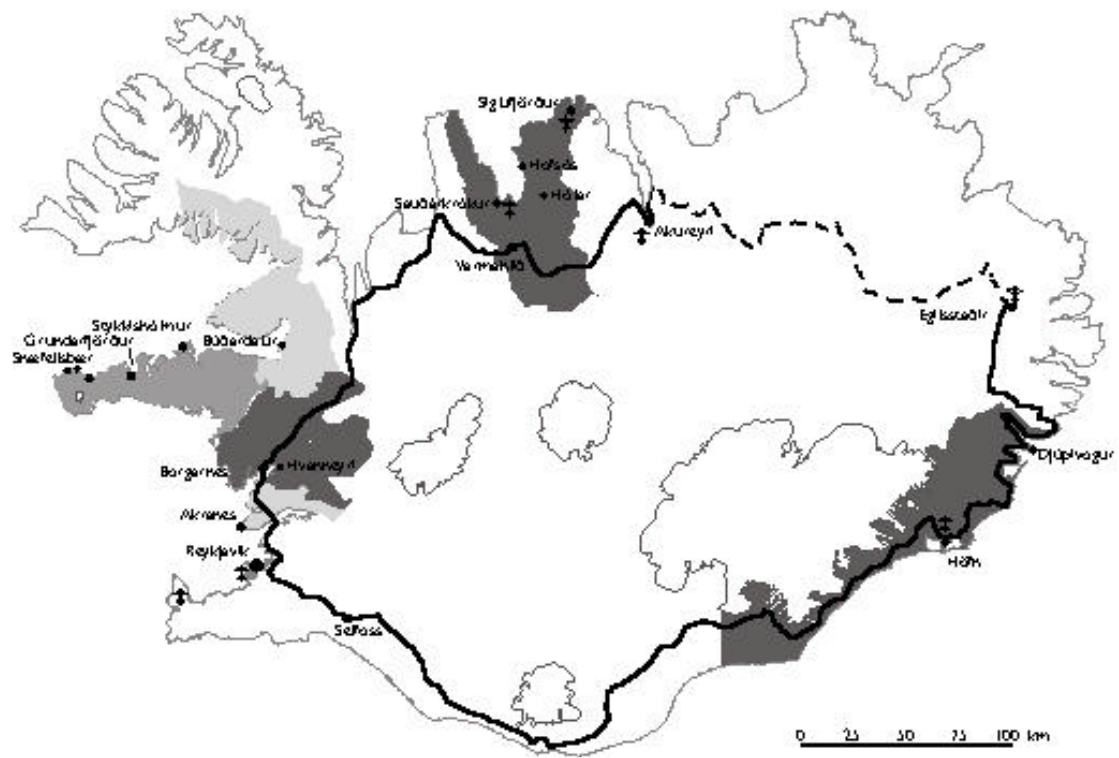 Siglufjörður
Hofsós
Hólar
Sauðárkrókur
Akureyri
Varmahlíð
Egilsstaðir
Stykkishólmur
Grundarfjörður
Búðardalur
Snæfellsbær
Djúpivogur
Borgarnes
Hvanneyri
Akranes
Reykjavík
Höfn
Selfoss
0 25 50 75 100 km